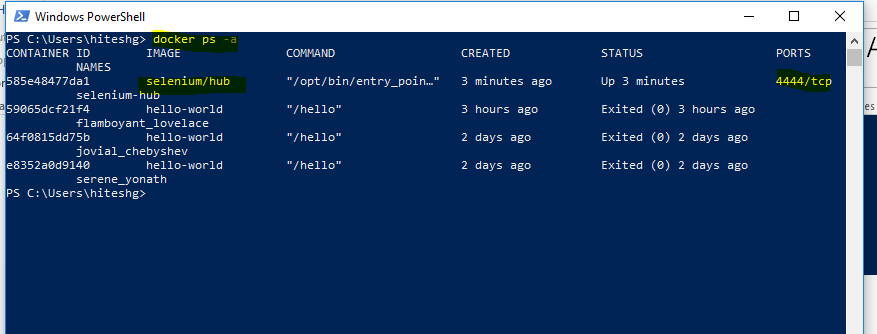 Windows PowerShell
PS C:\Users\hiteshg> docker ps -a
CONTAINER ID IMAGE COMMAND CREATED STATUS PORTS
NAMES
585e48477da1 selenium/hub "/opt/bin/entry_poin…" 3 minutes ago Up 3 minutes 4444/tcp
selenium-hub
59065dcf21f4 hello-world "/hello" 3 hours ago Exited (0) 3 hours ago
flamboyant_lovelace
64f0815dd75b hello-world "/hello" 2 days ago Exited (0) 2 days ago
jovial_chebyshev
e8352a0d9140 hello-world "/hello" 2 days ago Exited (0) 2 days ago
serene_yonath
PS C:\Users\hiteshg>